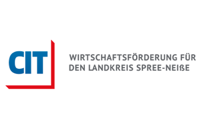 CIT
WIRTSCHAFTSFÖRDERUNG FÜR
DEN LANDKREIS SPREE-NEIßE